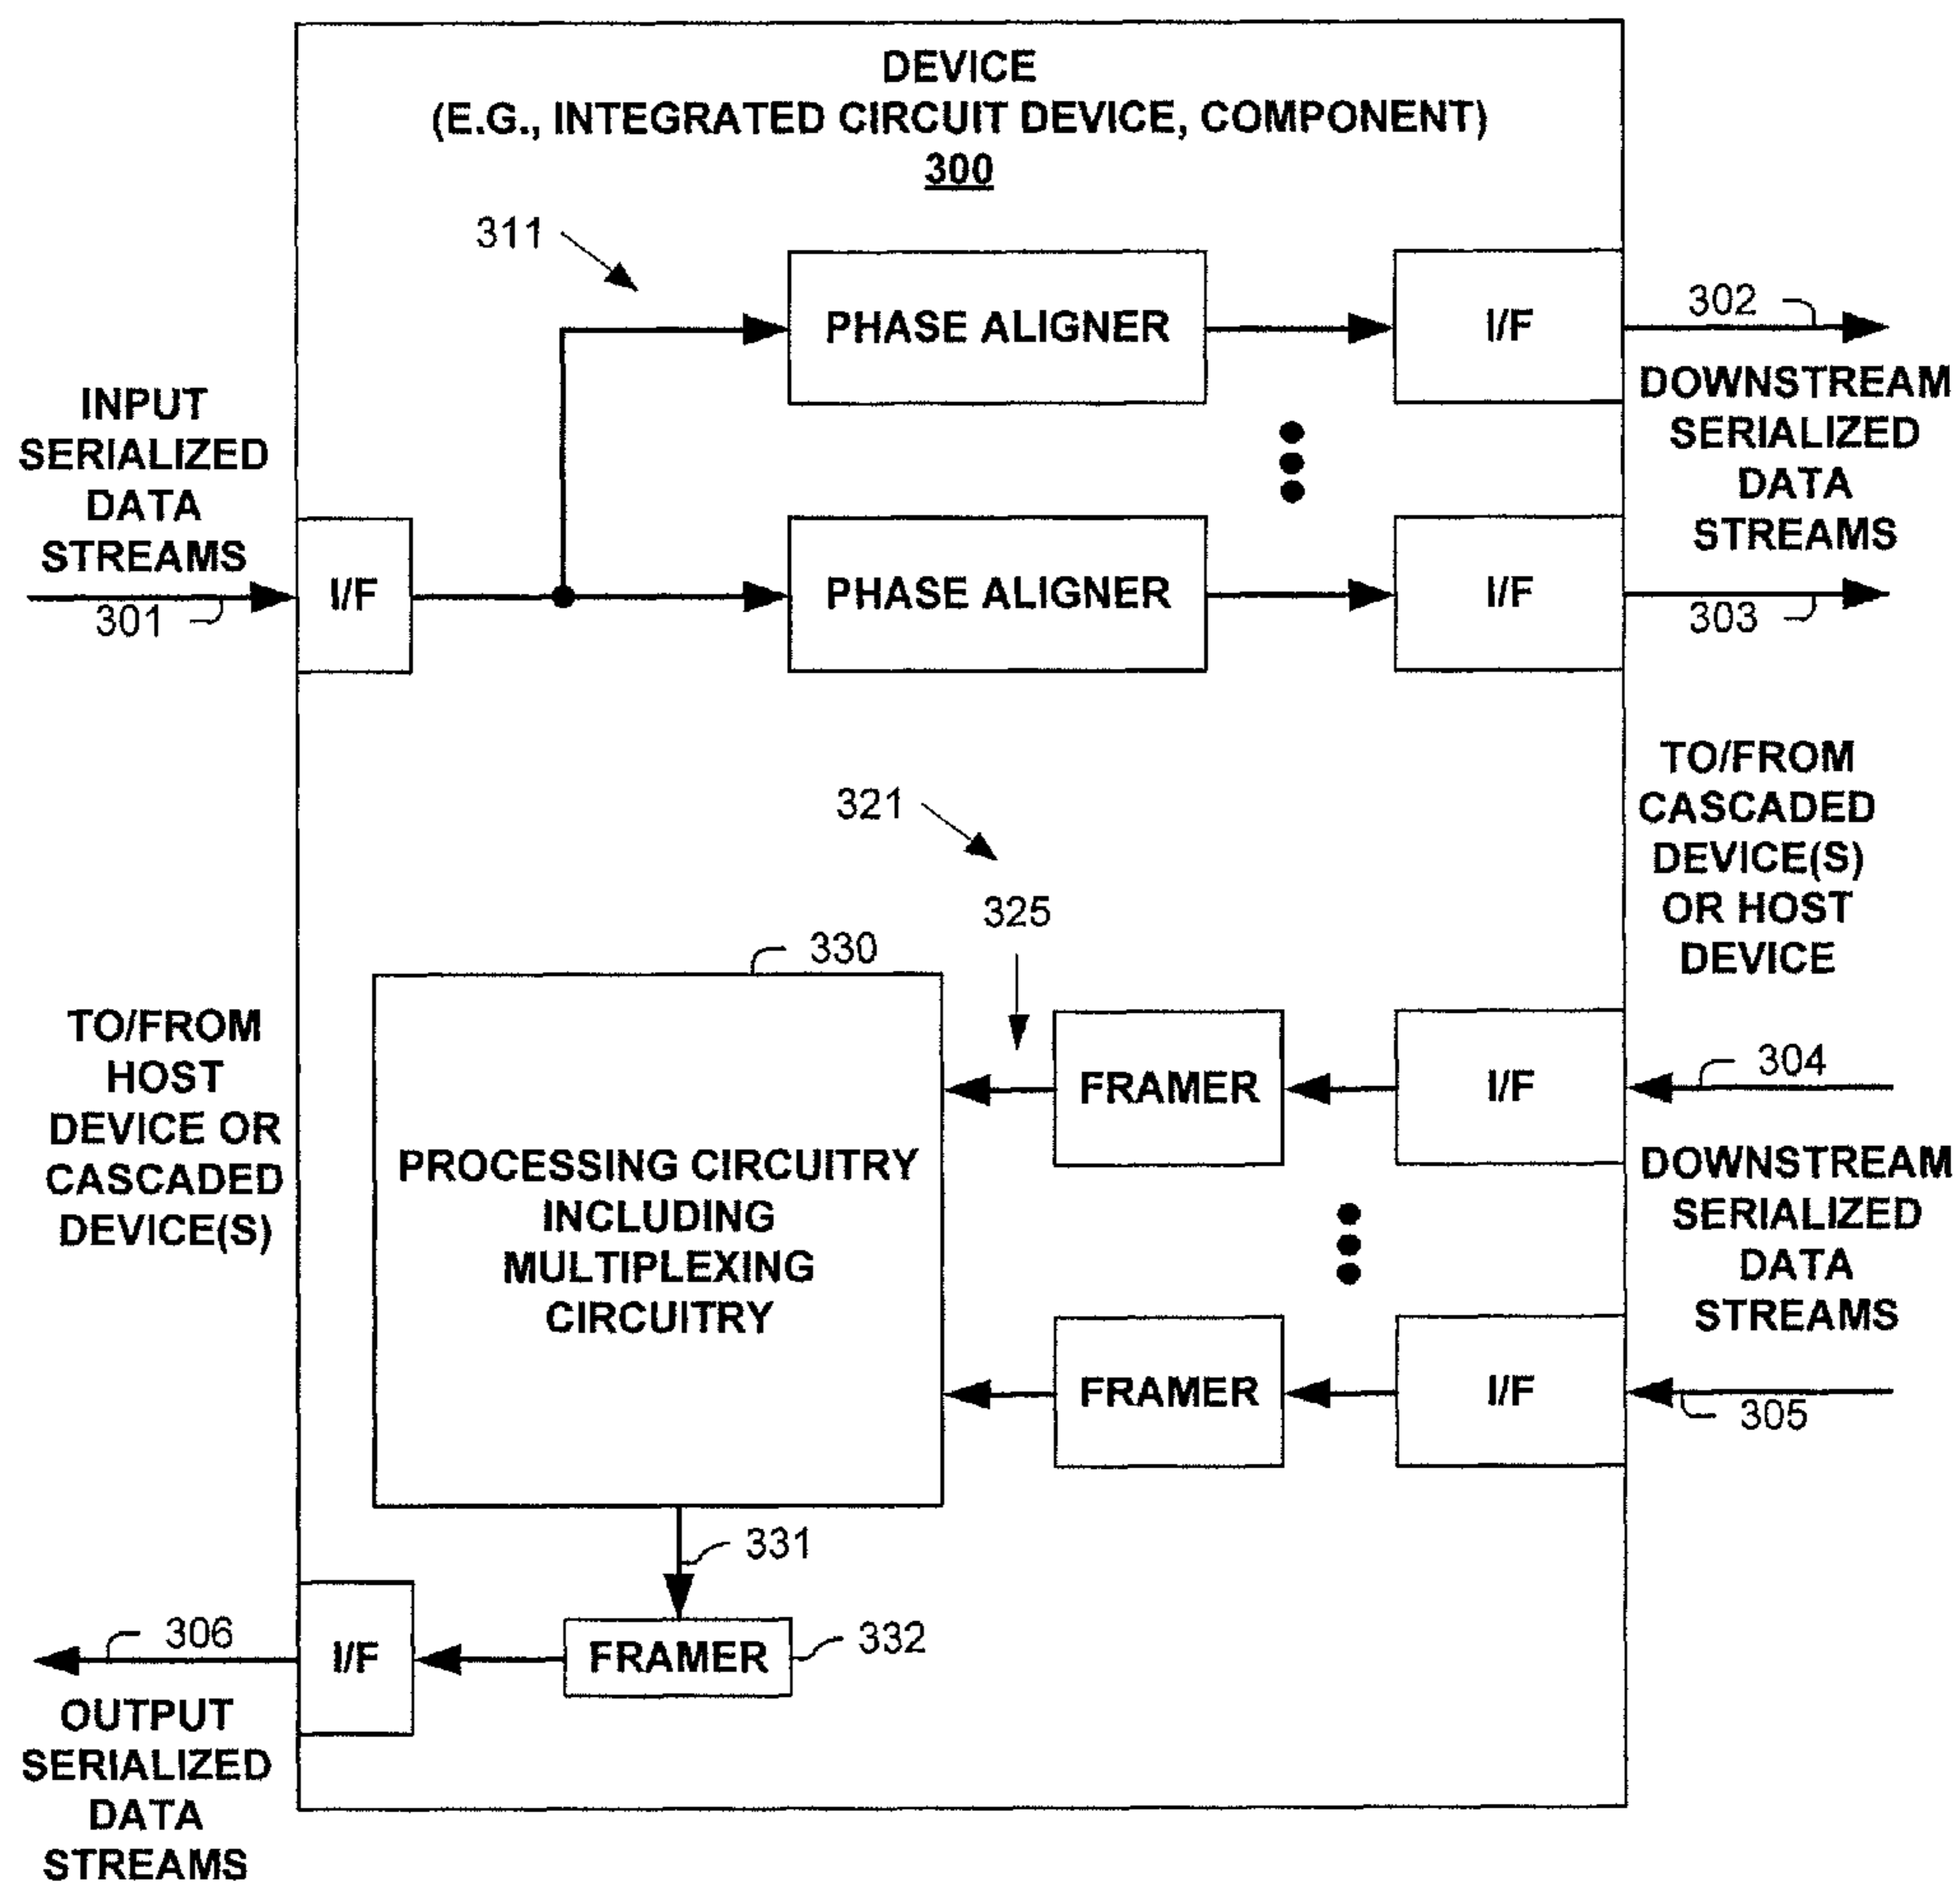 DEVICE
(E.G., INTEGRATED CIRCUIT DEVICE, COMPONENT)
300
311
PHASE ALIGNER
I/F
302
DOWNSTREAM
SERIALIZED
DATA
STREAMS
INPUT
SERIALIZED
DATA
STREAMS
301
I/F
PHASE ALIGNER
I/F
303
TO/FROM
CASCADED
DEVICE(S)
OR HOST
DEVICE
321
325
330
TO/FROM
HOST
DEVICE OR
CASCADED
DEVICE(S)
PROCESSING CIRCUITRY
INCLUDING
MULTIPLEXING
CIRCUITRY
FRAMER
I/F
304
DOWNSTREAM
SERIALIZED
DATA
STREAMS
FRAMER
I/F
305
331
306
I/F
FRAMER
332
OUTPUT
SERIALIZED
DATA
STREAMS